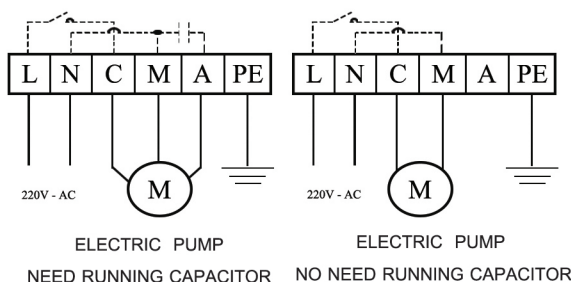 L N C M A PE
M
220V - AC
ELECTRIC PUMP
NEED RUNNING CAPACITOR
L N C M A PE
M
220V - AC
ELECTRIC PUMP
NO NEED RUNNING CAPACITOR